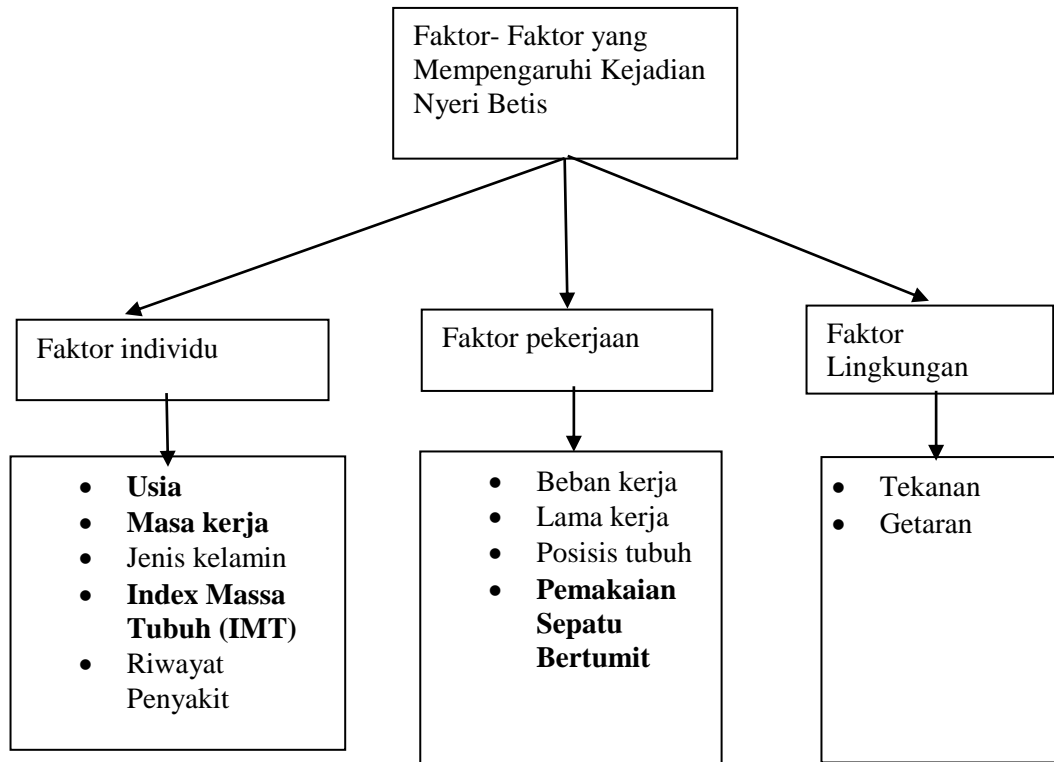 Faktor- Faktor yang
Mempengaruhi Kejadian
Nyeri Betis
Faktor individu
Faktor pekerjaan
Faktor
Lingkungan
• Usia
• Masa kerja
• Jenis kelamin
• Index Massa
Tubuh (IMT)
• Riwayat
Penyakit
• Beban kerja
• Lama kerja
• Posisis tubuh
• Pemakaian
Sepatu
Bertumit
• Tekanan
• Getaran